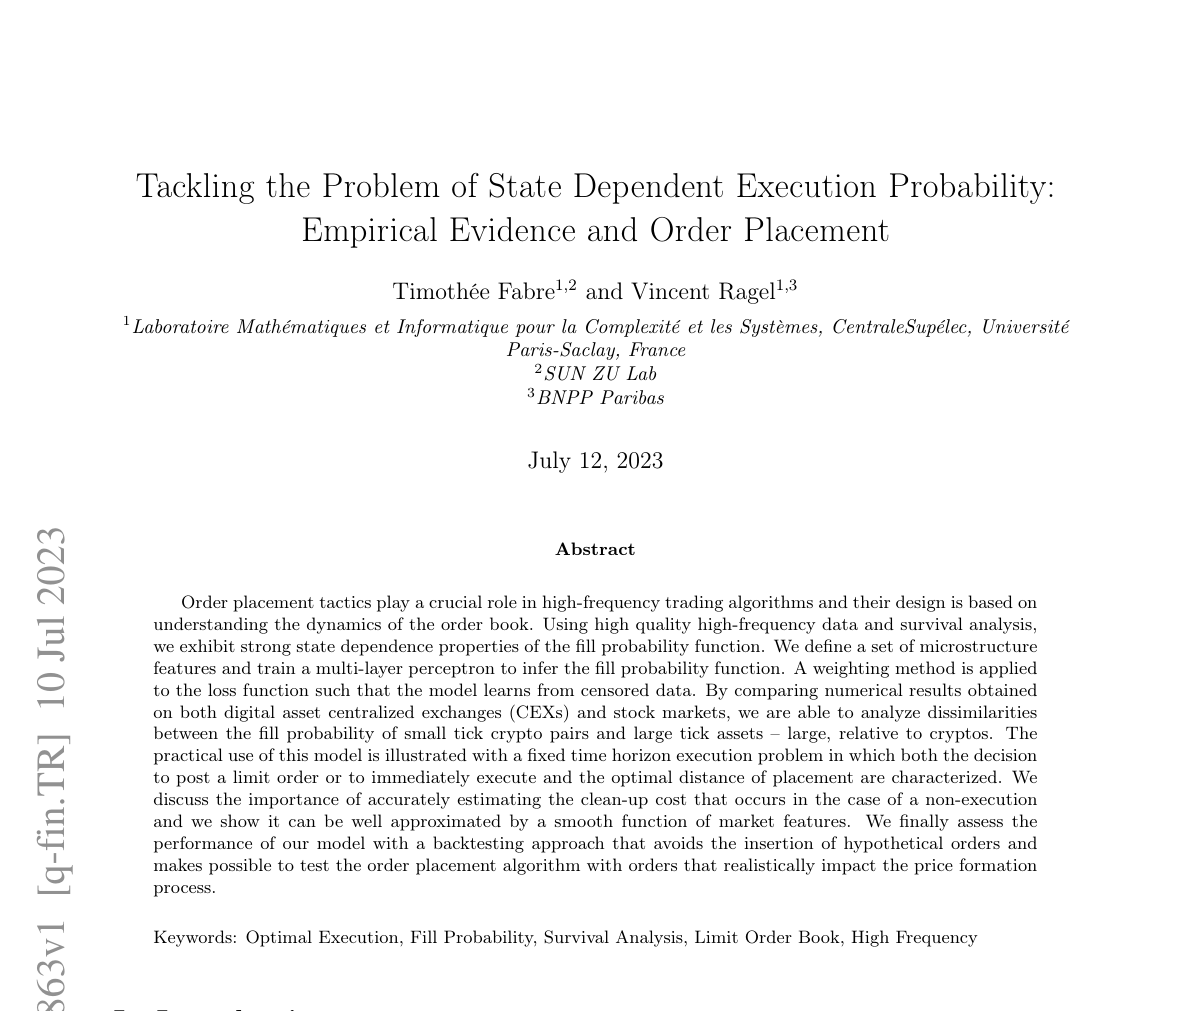 Tackling the Problem of State Dependent Execution Probability:
Empirical Evidence and Order Placement
Timothée Fabre1,2 and Vincent Ragel1,3
1Laboratoire Mathématiques et Informatique pour la Complexité et les Systèmes, CentraleSupélec, Université
Paris-Saclay, France
2SUN ZU Lab
3BNPP Paribas
July 12, 2023
Abstract
Order placement tactics play a crucial role in high-frequency trading algorithms and their design is based on
understanding the dynamics of the order book. Using high quality high-frequency data and survival analysis,
we exhibit strong state dependence properties of the fill probability function. We define a set of microstructure
features and train a multi-layer perceptron to infer the fill probability function. A weighting method is applied
to the loss function such that the model learns from censored data. By comparing numerical results obtained
on both digital asset centralized exchanges (CEXs) and stock markets, we are able to analyze dissimilarities
between the fill probability of small tick crypto pairs and large tick assets – large, relative to cryptos. The
practical use of this model is illustrated with a fixed time horizon execution problem in which both the decision
to post a limit order or to immediately execute and the optimal distance of placement are characterized. We
discuss the importance of accurately estimating the clean-up cost that occurs in the case of a non-execution
and we show it can be well approximated by a smooth function of market features. We finally assess the
performance of our model with a backtesting approach that avoids the insertion of hypothetical orders and
makes possible to test the order placement algorithm with orders that realistically impact the price formation
process.
Keywords: Optimal Execution, Fill Probability, Survival Analysis, Limit Order Book, High Frequency
863v1 [q-fin.TR] 10 Jul 2023